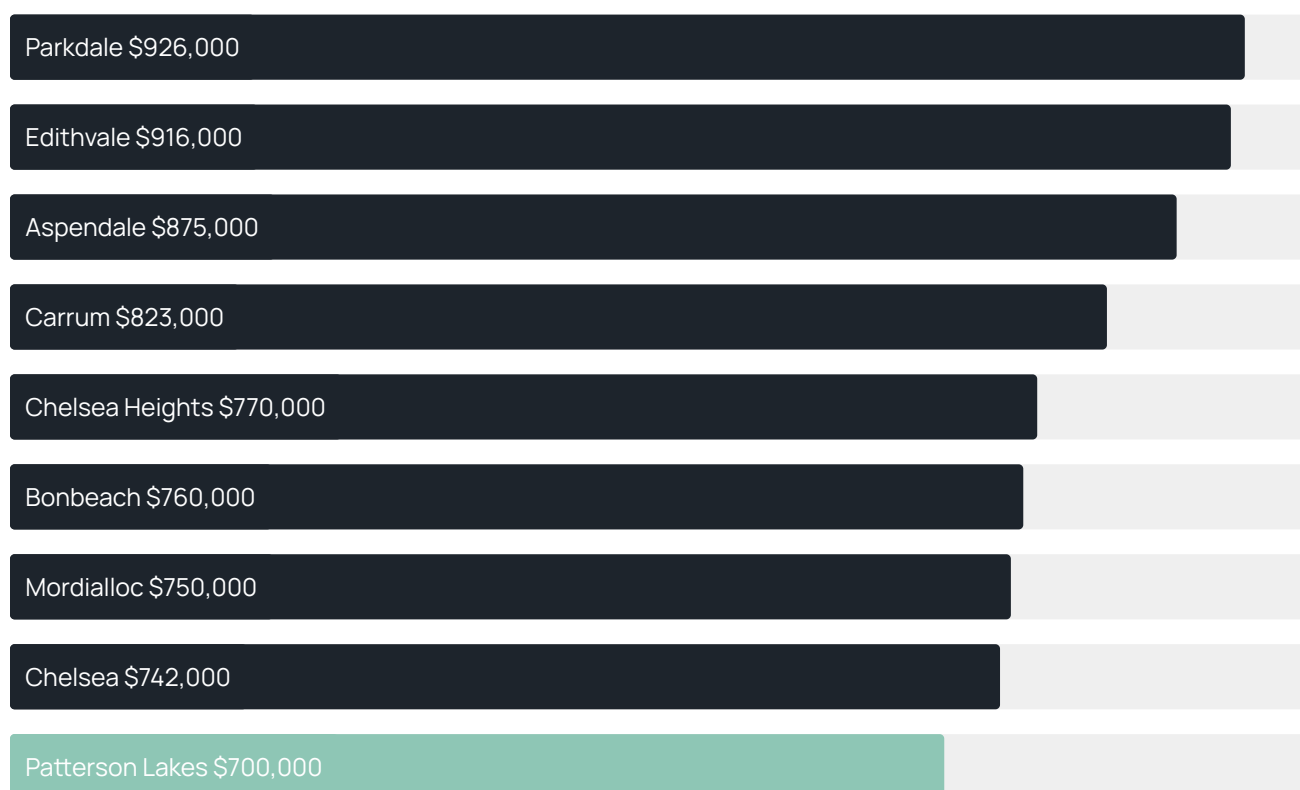 Parkdale $926,000
Edithvale $916,000
Aspendale $875,000
Carrum $823,000
Chelsea Heights $770,000
Bonbeach $760,000
Mordialloc $750,000
Chelsea $742,000
Patterson Lakes $700,000